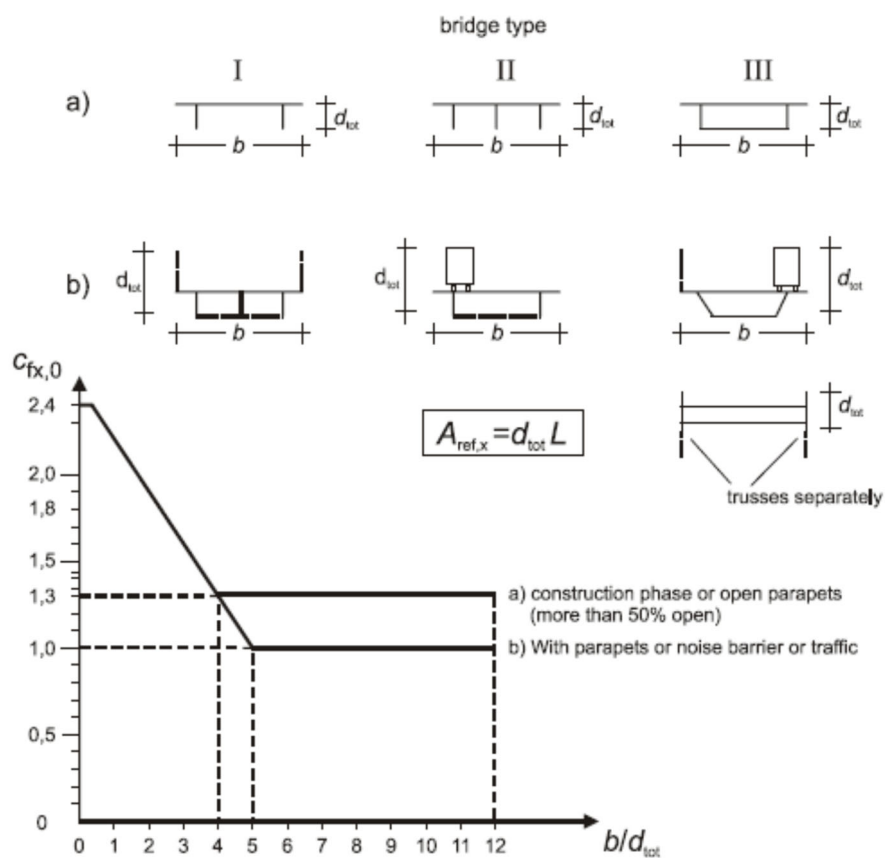 bridge type
I II III
a) d_tot d_tot d_tot
b b b
b) d_tot d_tot d_tot
b b b
c_fx,0
2,4
A_ref,x = d_tot L
d_tot
trusses separately
2,0
1,8
1,5
1,3
a) construction phase or open parapets
(more than 50% open)
1,0
b) With parapets or noise barrier or traffic
0,5
0
0 1 2 3 4 5 6 7 8 9 10 11 12
b/d_tot